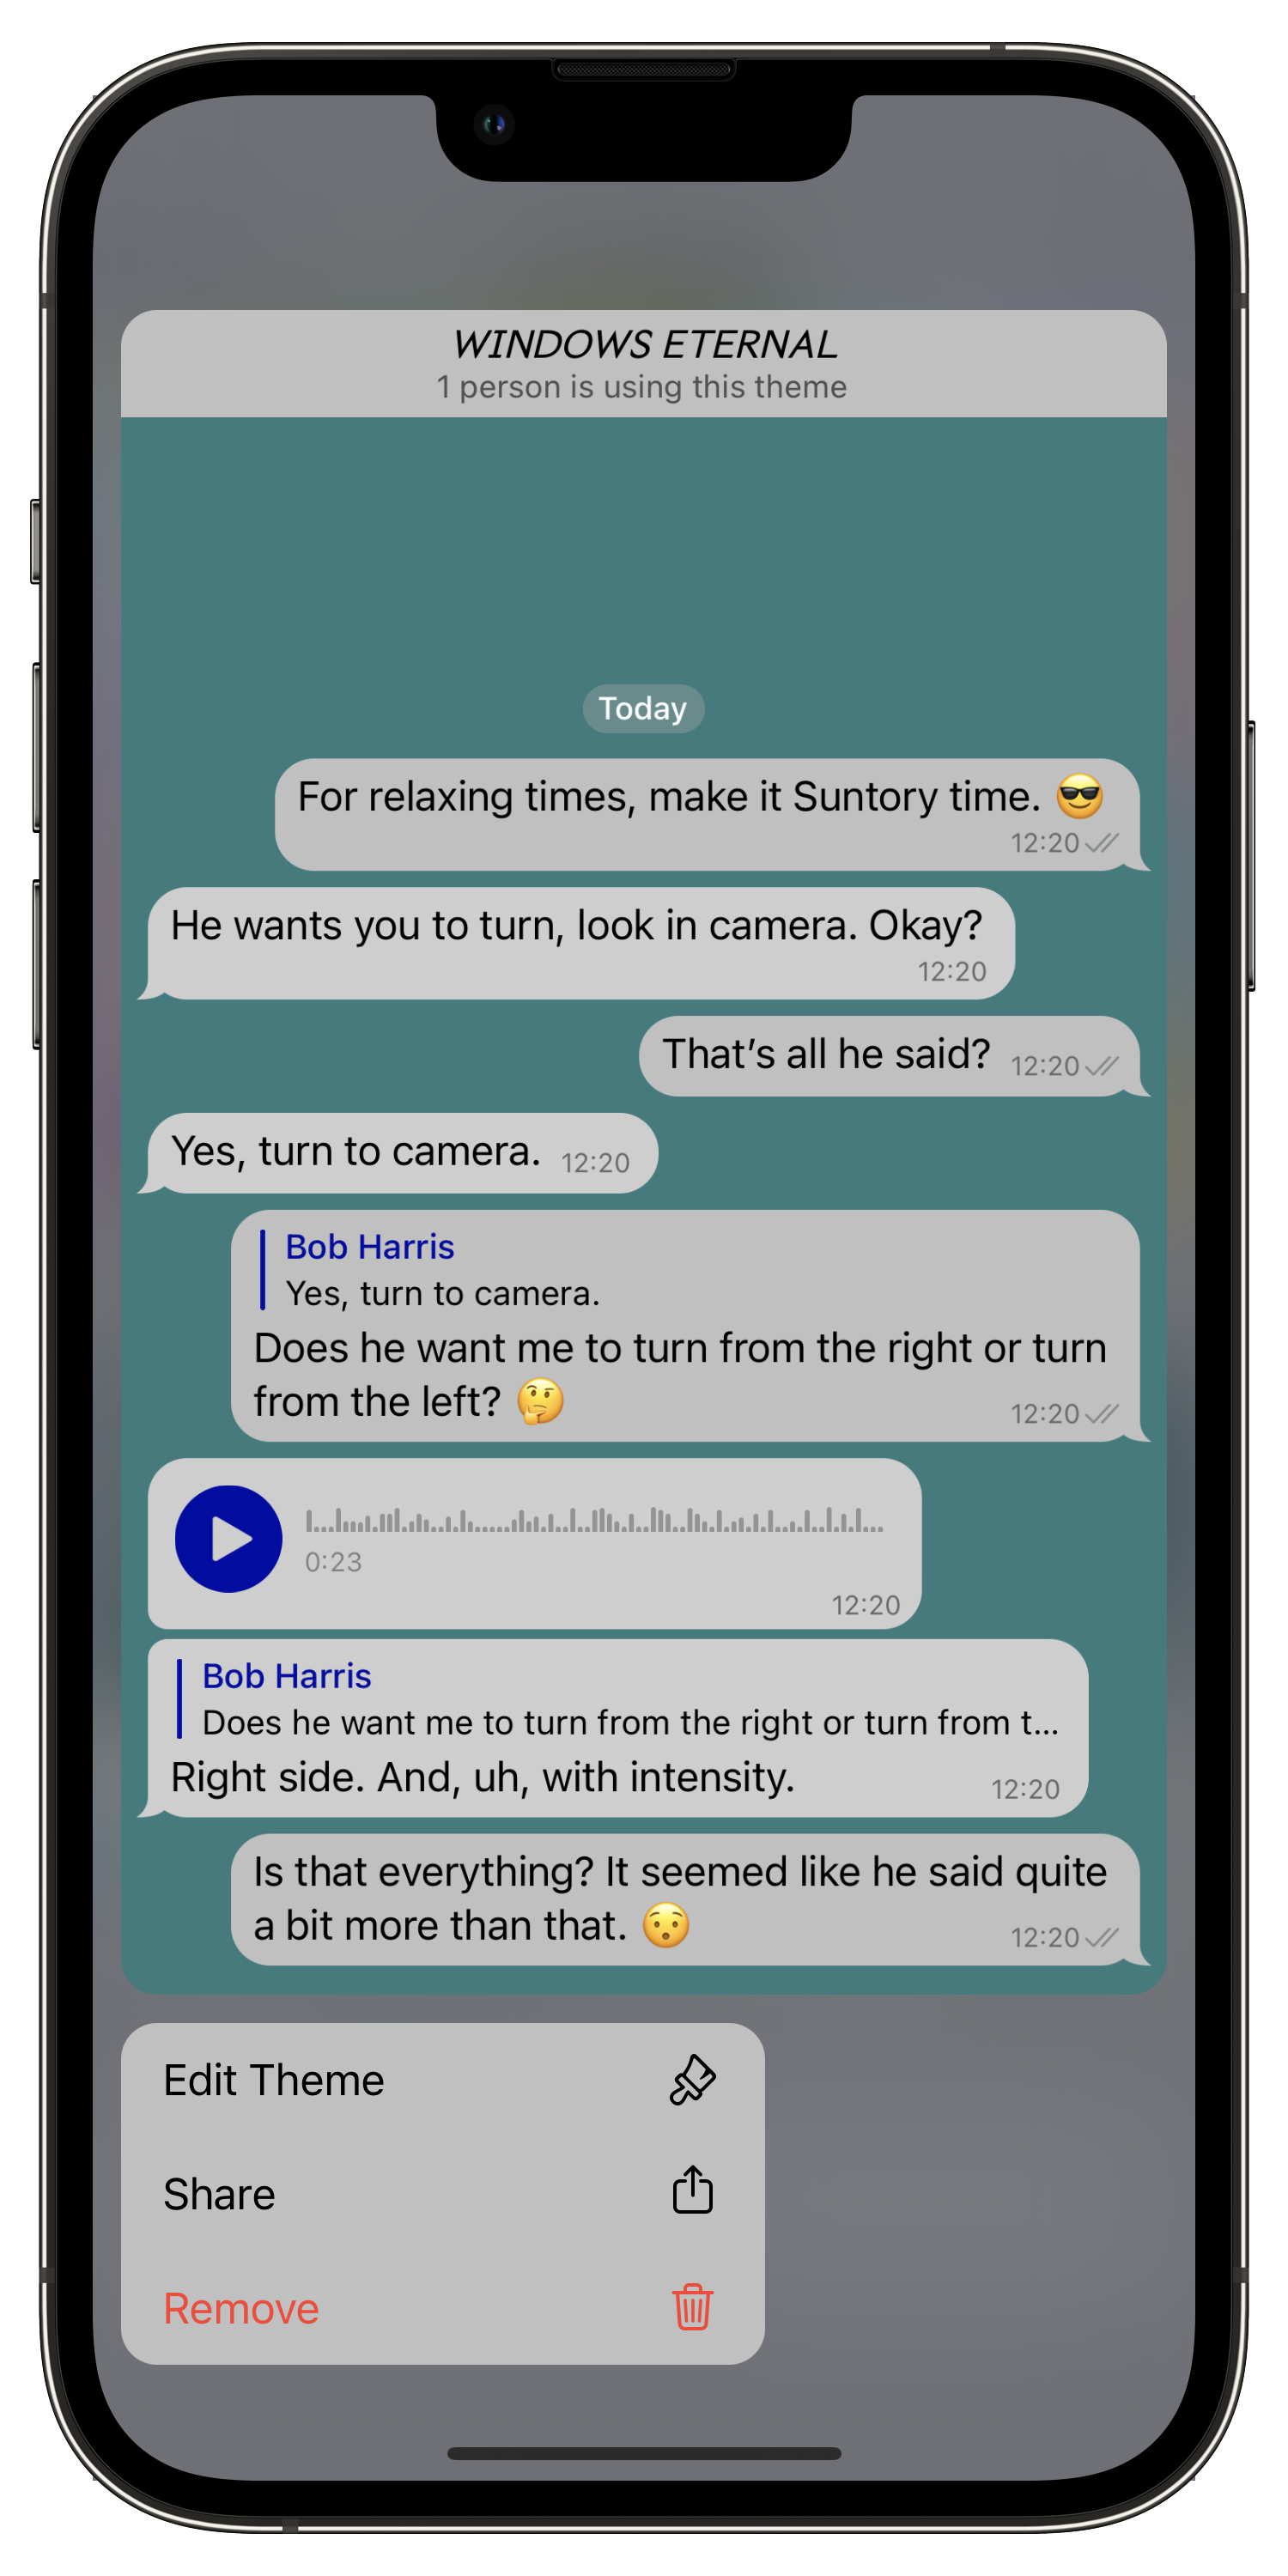 WINDOWS ETERNAL
1 person is using this theme
Today
For relaxing times, make it Suntory time. 😎
12:20
He wants you to turn, look in camera. Okay?
12:20
That’s all he said? 12:20
Yes, turn to camera. 12:20
Bob Harris
Yes, turn to camera.
Does he want me to turn from the right or turn
from the left? 🤔 12:20
0:23
12:20
Bob Harris
Does he want me to turn from the right or turn from t...
Right side. And, uh, with intensity. 12:20
Is that everything? It seemed like he said quite
a bit more than that. 😯 12:20
Edit Theme
Share
Remove